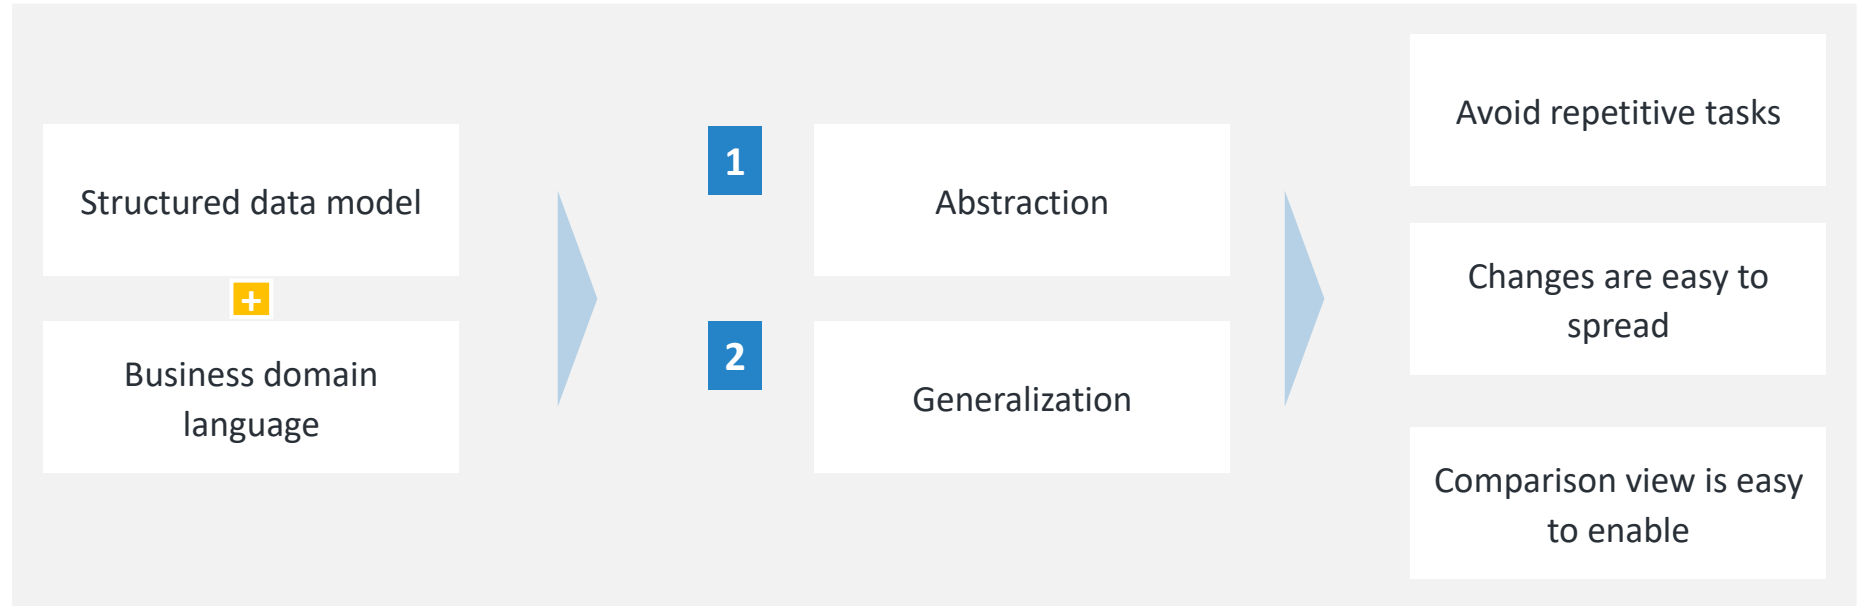 Structured data model
+
Business domain
language
1
Abstraction
2
Generalization
Avoid repetitive tasks
Changes are easy to
spread
Comparison view is easy
to enable